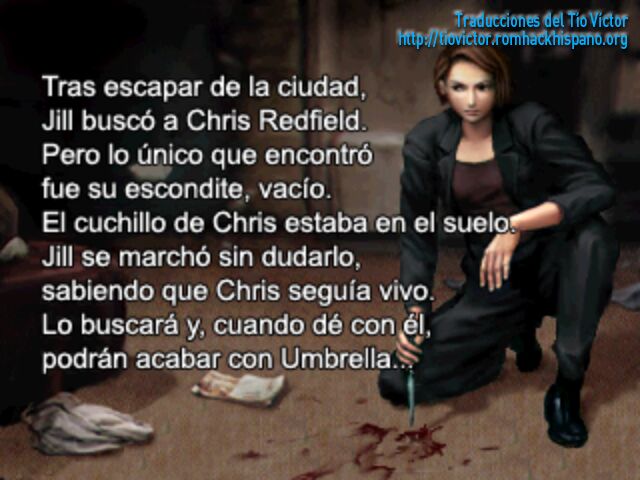 Traducciones del Tío Víctor
http://tiovictor.romhackhispano.org
Tras escapar de la ciudad,
Jill buscó a Chris Redfield.
Pero lo único que encontró
fue su escondite, vacío.
El cuchillo de Chris estaba en el suelo.
Jill se marchó sin dudarlo,
sabiendo que Chris seguía vivo.
Lo buscará y, cuando dé con él,
podrán acabar con Umbrella...